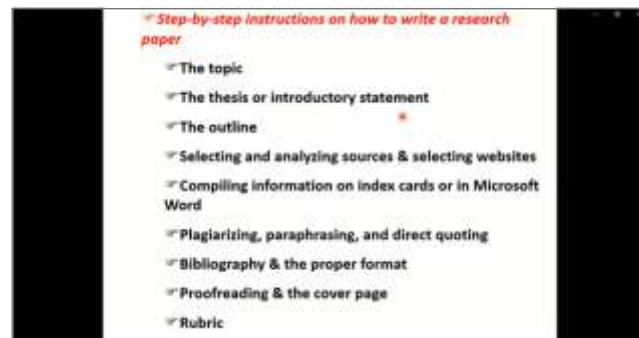 Step-by-step instructions on how to write a research
paper
The topic
The thesis or introductory statement
The outline
Selecting and analyzing sources & selecting websites
Compiling information on index cards or in Microsoft
Word
Plagiarizing, paraphrasing, and direct quoting
Bibliography & the proper format
Proofreading & the cover page
Rubric